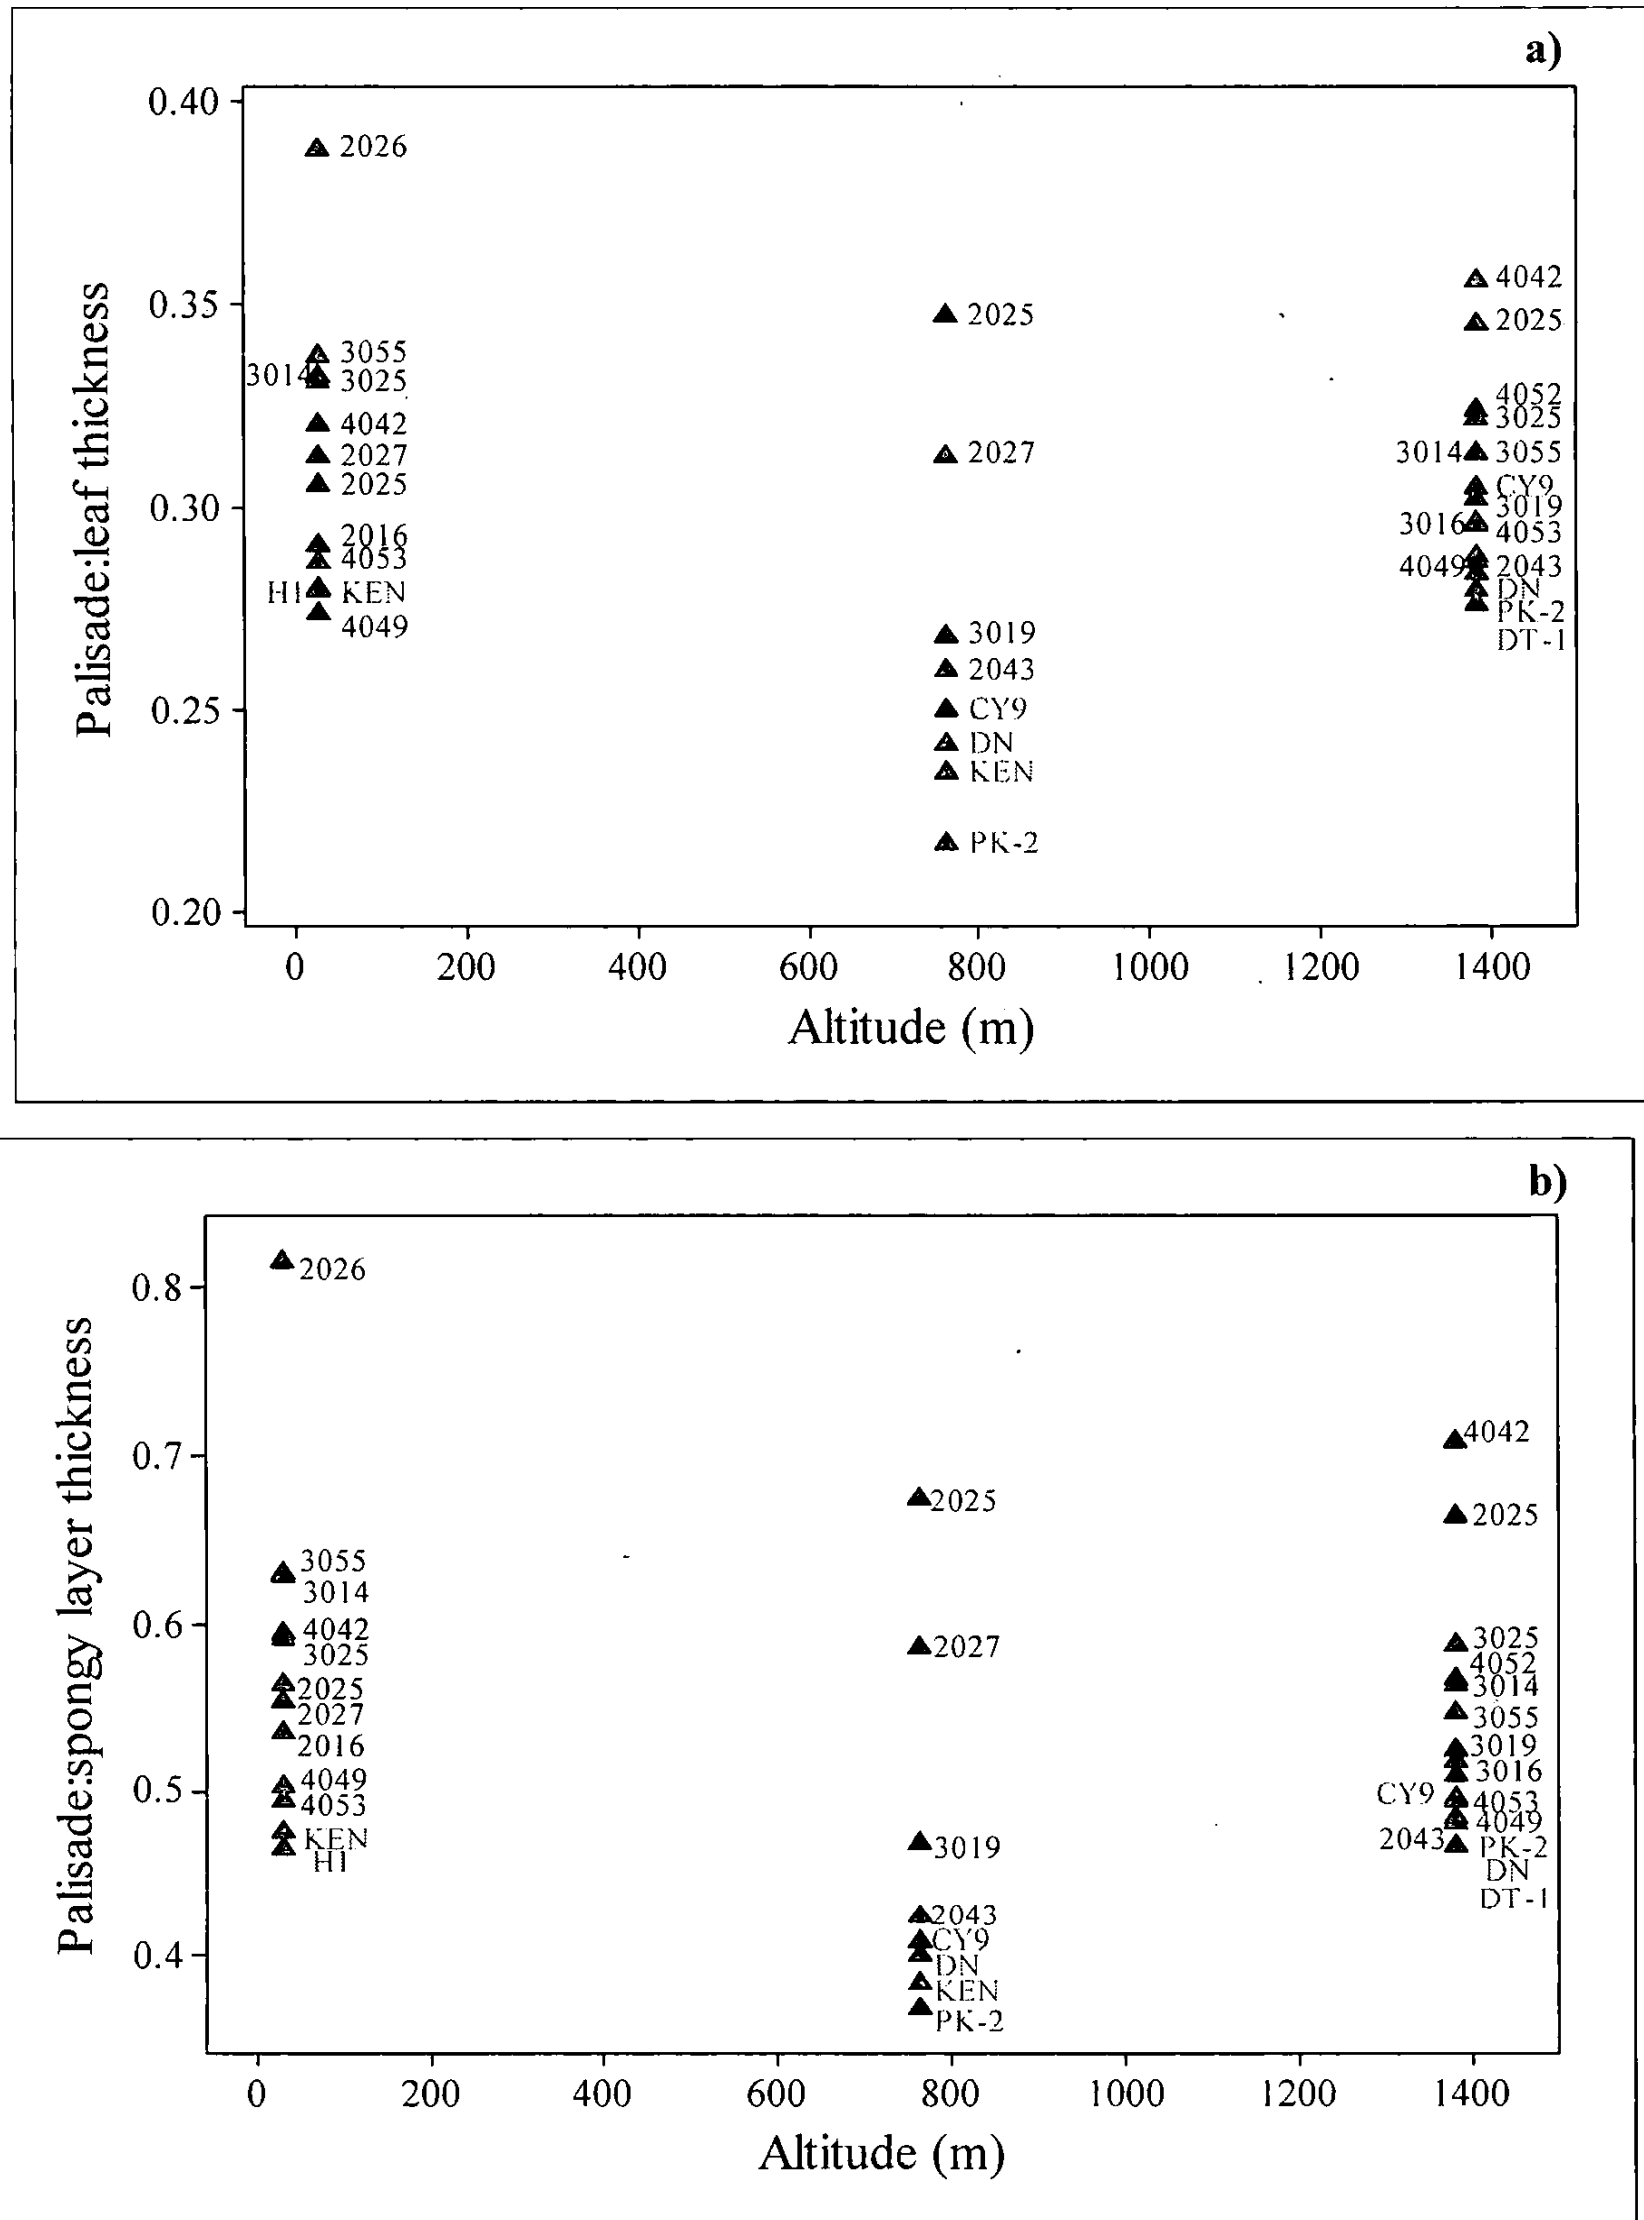 a)
0.40
2026
4042
0.35
2025
2025
3055
3014
3025
4052
3025
4042
2027
2027
3014
3055
2025
CY9
0.30
3019
3016
4053
2016
4053
4049
2043
H1
KEN
DN
4049
PK-2
DT-1
3019
2043
0.25
CY9
DN
KEN
PK-2
0.20
Palisade:leaf thickness
0
200
400
600
800
1000
1200
1400
Altitude (m)
b)
2026
0.8
4042
0.7
2025
2025
3055
3014
0.6
4042
3025
2027
3025
4052
3014
2025
2027
3055
2016
3019
3016
4049
0.5
CY9
4053
4053
4049
KEN
2043
PK-2
H1
3019
DN
DT-1
2043
0.4
CY9
DN
KEN
PK-2
Palisade:spongy layer thickness
0
200
400
600
800
1000
1200
1400
Altitude (m)